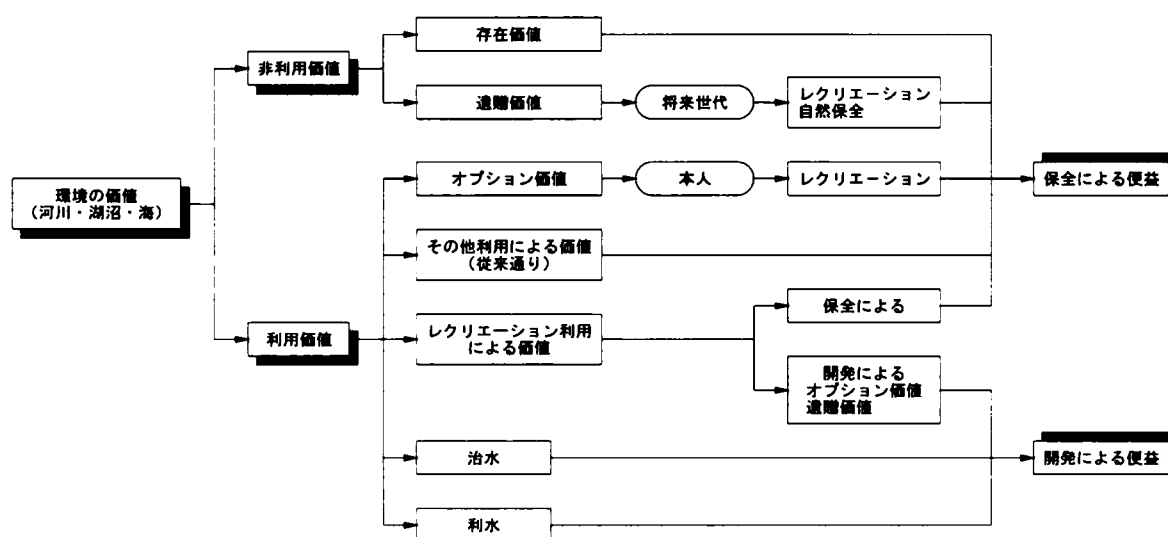 環境の価値
(河川・湖沼・海)
非利用価値
利用価値
存在価値
遺贈価値
将来世代
レクリエーション
自然保全
オプション価値
本人
レクリエーション
その他利用による価値
(従来通り)
レクリエーション利用
による価値
保全による
開発による
オプション価値
遺贈価値
治水
利水
保全による便益
開発による便益